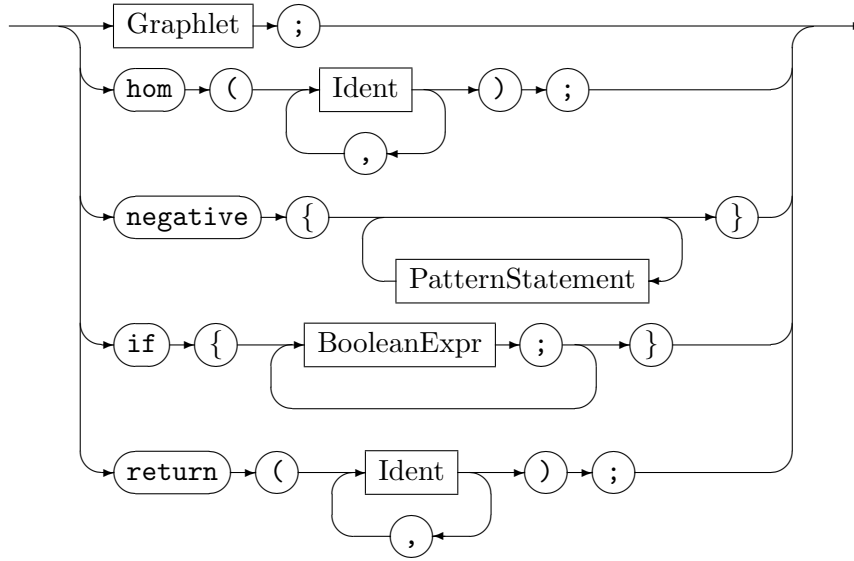 Graphlet ;
hom ( Ident ) ;
,
negative { }
PatternStatement
if { BooleanExpr ; }
return ( Ident ) ;
,